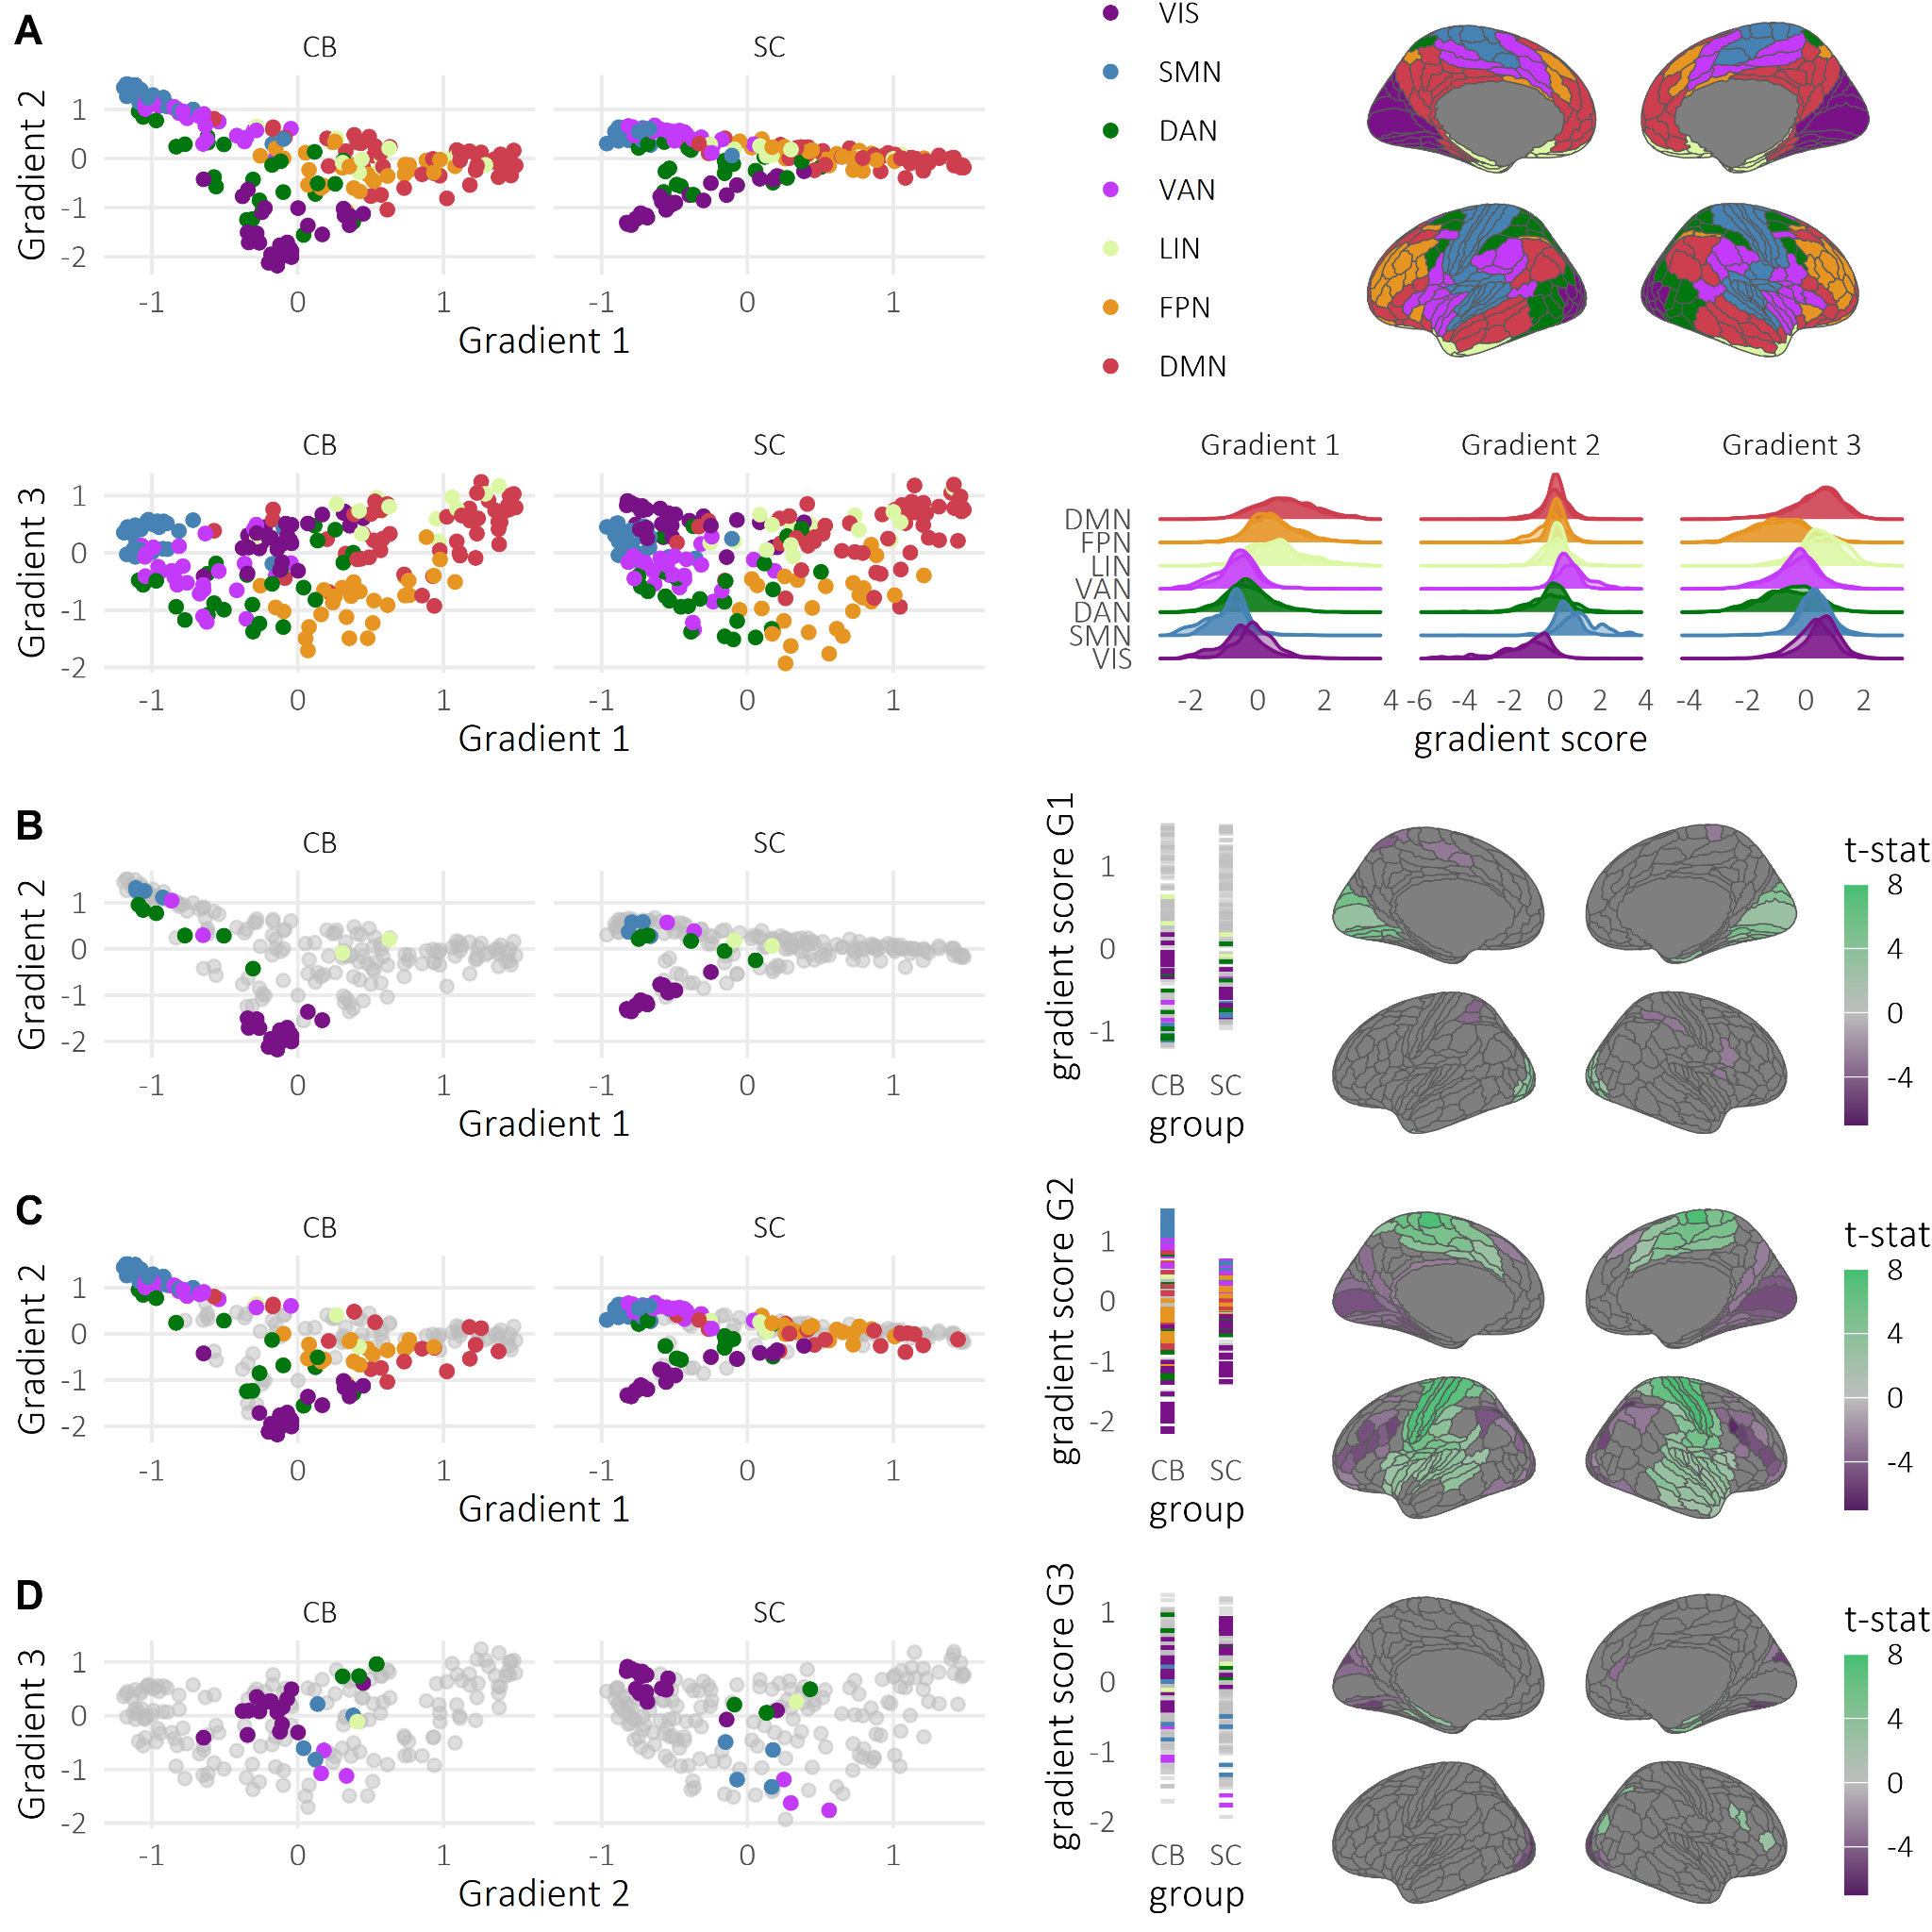 A
CB
SC
Gradient 2
1
0
-1
-2
-1
0
1
-1
0
1
Gradient 1
VIS
SMN
DAN
VAN
LIN
FPN
DMN
CB
SC
Gradient 3
1
0
-1
-2
-1
0
1
-1
0
1
Gradient 1
Gradient 1
Gradient 2
Gradient 3
DMN
FPN
LIN
VAN
DAN
SMN
VIS
-2 0 2 4
-6 -4 -2 0 2 4
-4 -2 0 2
gradient score
B
CB
SC
Gradient 2
1
0
-1
-2
-1
0
1
-1
0
1
Gradient 1
gradient score G1
1
0
-1
CB SC
group
t-stat
8
4
0
-4
C
CB
SC
Gradient 2
1
0
-1
-2
-1
0
1
-1
0
1
Gradient 1
gradient score G2
1
0
-1
-2
CB SC
group
t-stat
8
4
0
-4
D
CB
SC
Gradient 3
1
0
-1
-2
-1
0
1
-1
0
1
Gradient 2
gradient score G3
1
0
-1
-2
CB SC
group
t-stat
8
4
0
-4